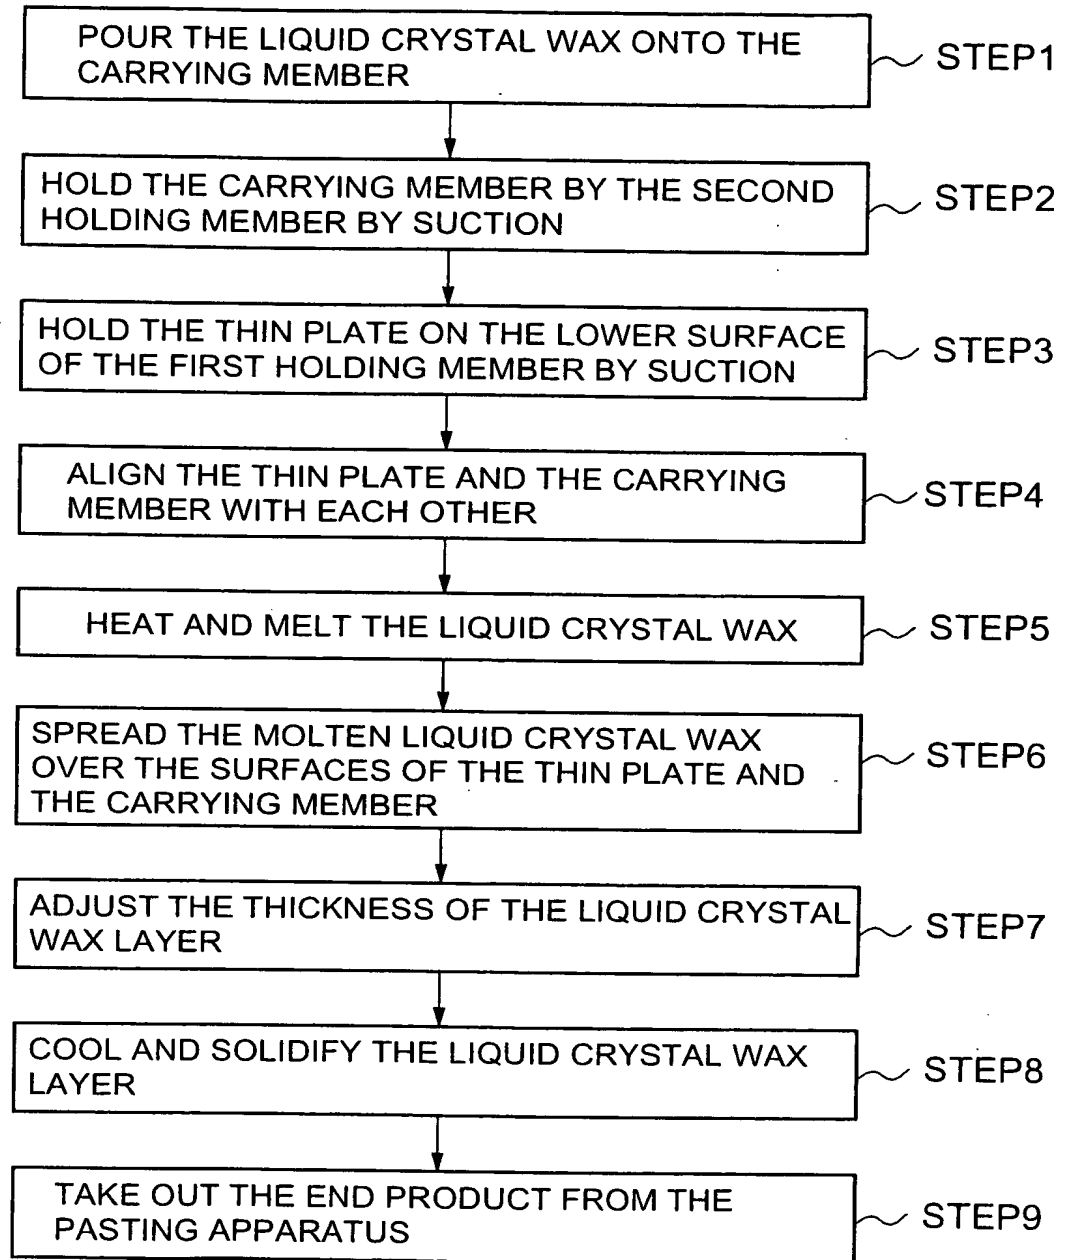 POUR THE LIQUID CRYSTAL WAX ONTO THE
CARRYING MEMBER
STEP1
HOLD THE CARRYING MEMBER BY THE SECOND
HOLDING MEMBER BY SUCTION
STEP2
HOLD THE THIN PLATE ON THE LOWER SURFACE
OF THE FIRST HOLDING MEMBER BY SUCTION
STEP3
ALIGN THE THIN PLATE AND THE CARRYING
MEMBER WITH EACH OTHER
STEP4
HEAT AND MELT THE LIQUID CRYSTAL WAX
STEP5
SPREAD THE MOLTEN LIQUID CRYSTAL WAX
OVER THE SURFACES OF THE THIN PLATE AND
THE CARRYING MEMBER
STEP6
ADJUST THE THICKNESS OF THE LIQUID CRYSTAL
WAX LAYER
STEP7
COOL AND SOLIDIFY THE LIQUID CRYSTAL WAX
LAYER
STEP8
TAKE OUT THE END PRODUCT FROM THE
PASTING APPARATUS
STEP9